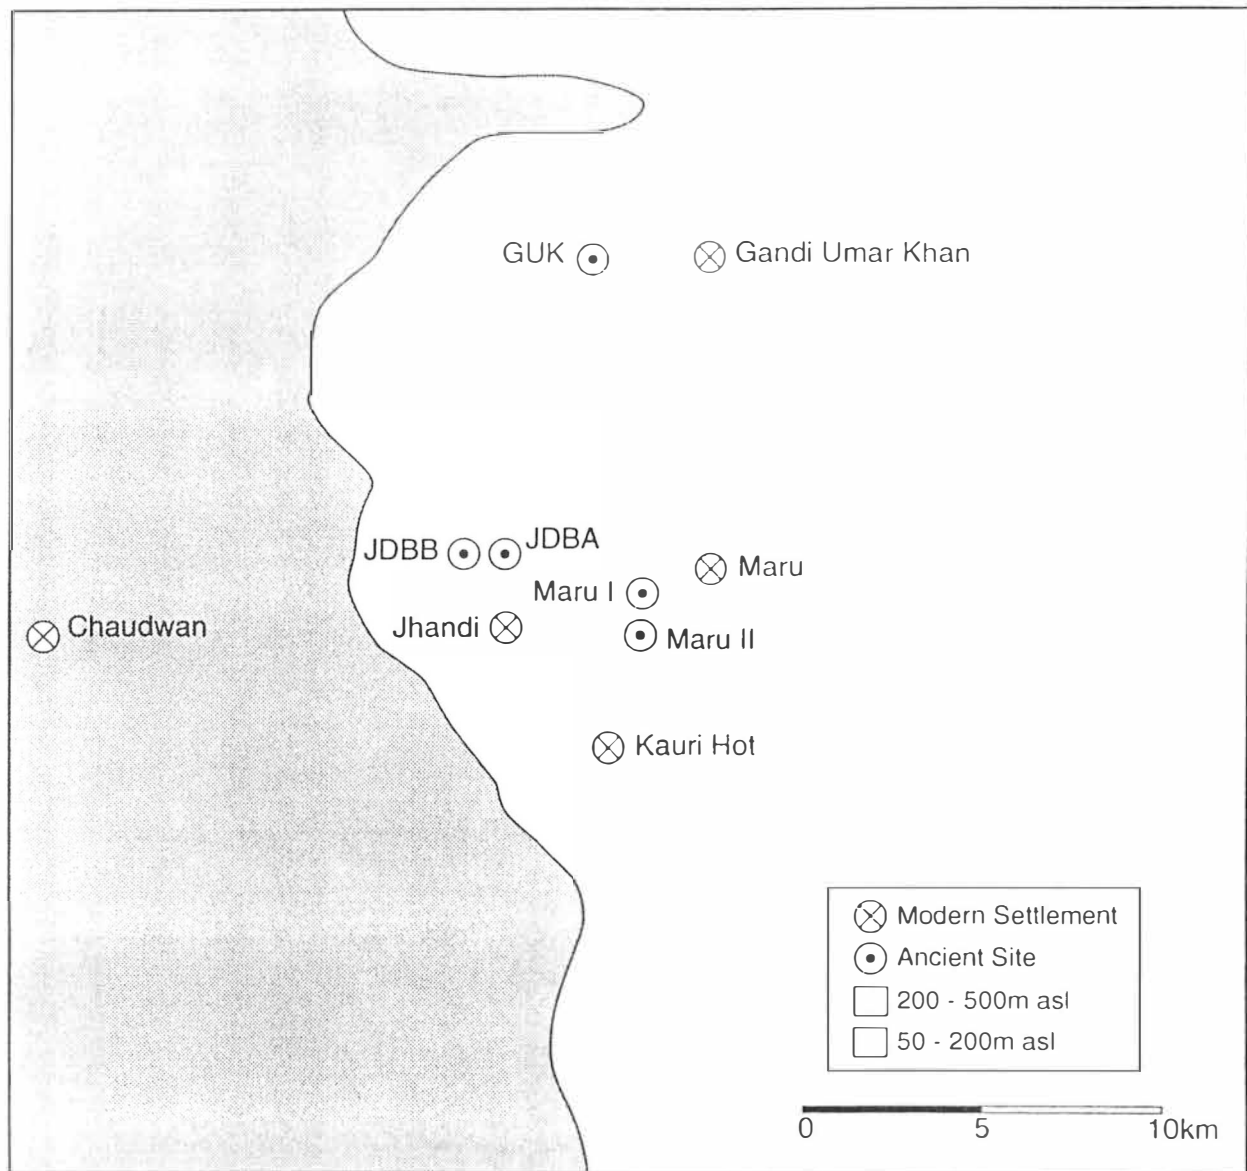 GUK
Gandi Umar Khan
JDBB
JDBA
Maru
Maru I
Chaudwan
Jhandi
Maru II
Kauri Hot
Modern Settlement
Ancient Site
200 - 500m asl
50 - 200m asl
0 5 10km